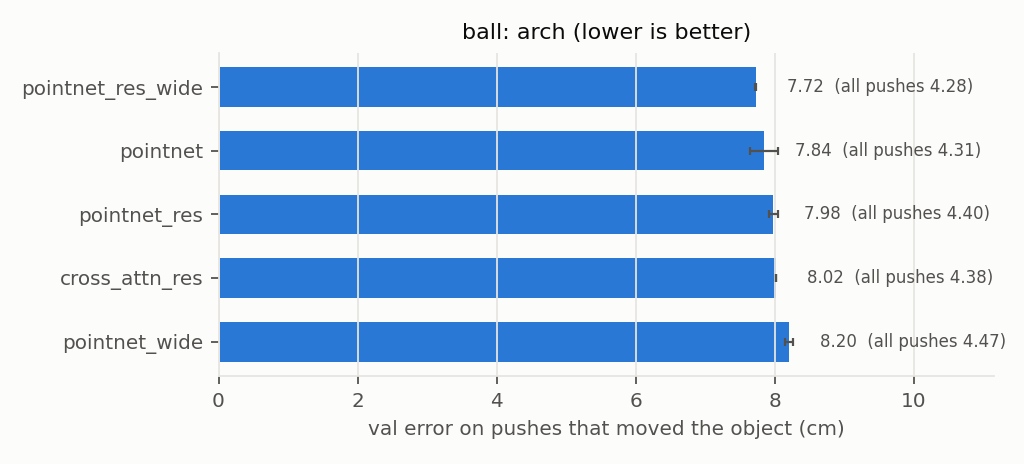 ball: arch (lower is better)
pointnet_res_wide 7.72 (all pushes 4.28)
pointnet 7.84 (all pushes 4.31)
pointnet_res 7.98 (all pushes 4.40)
cross_attn_res 8.02 (all pushes 4.38)
pointnet_wide 8.20 (all pushes 4.47)
0 2 4 6 8 10
val error on pushes that moved the object (cm)